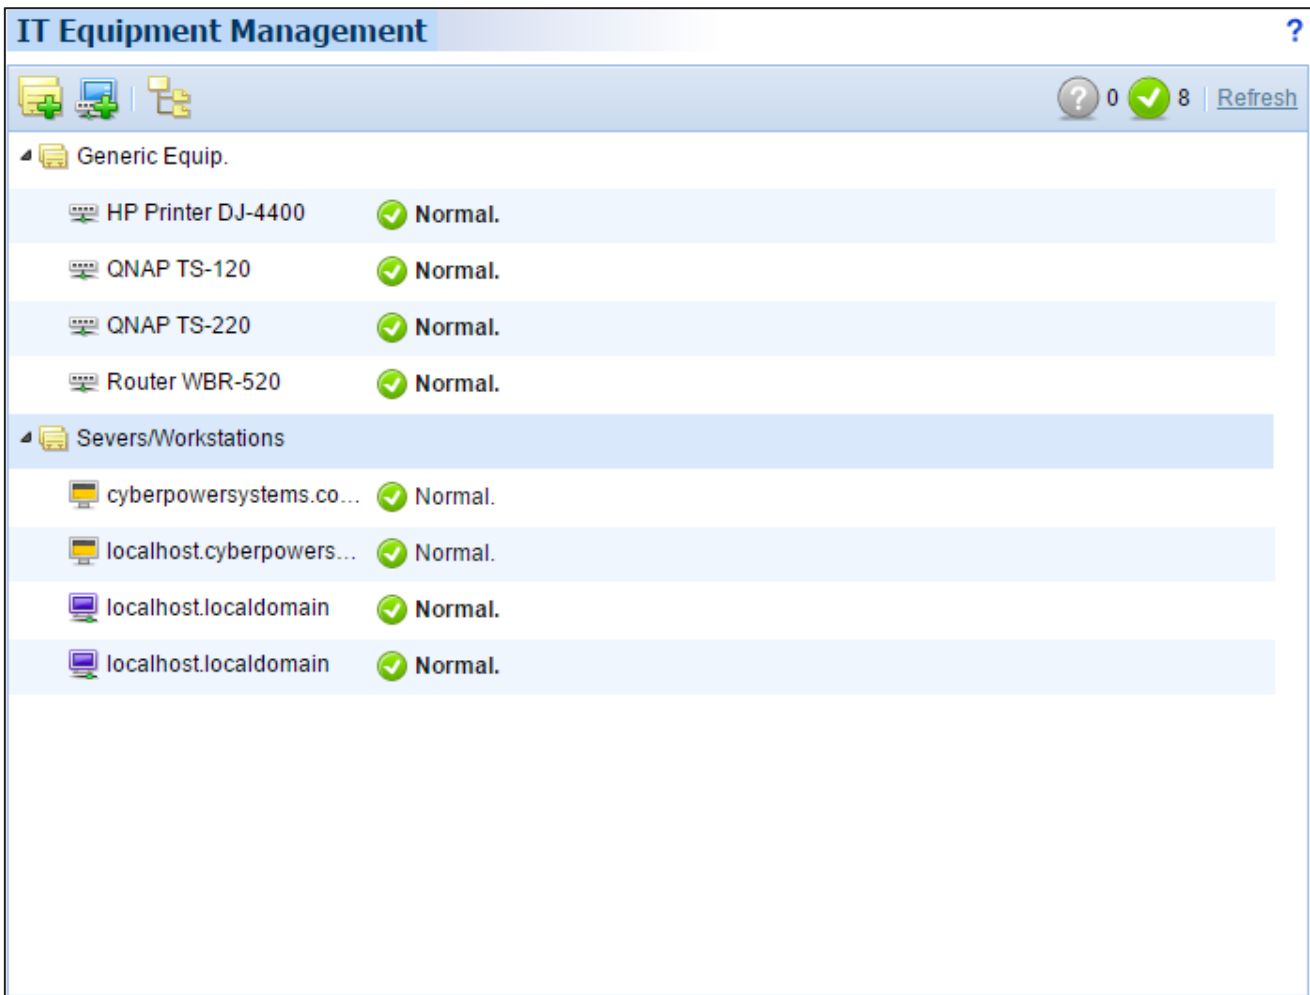 IT Equipment Management ?
? 0 8 Refresh
Generic Equip.
HP Printer DJ-4400 Normal.
QNAP TS-120 Normal.
QNAP TS-220 Normal.
Router WBR-520 Normal.
Severs/Workstations
cyberpowersystems.co... Normal.
localhost.cyberpowers... Normal.
localhost.localdomain Normal.
localhost.localdomain Normal.